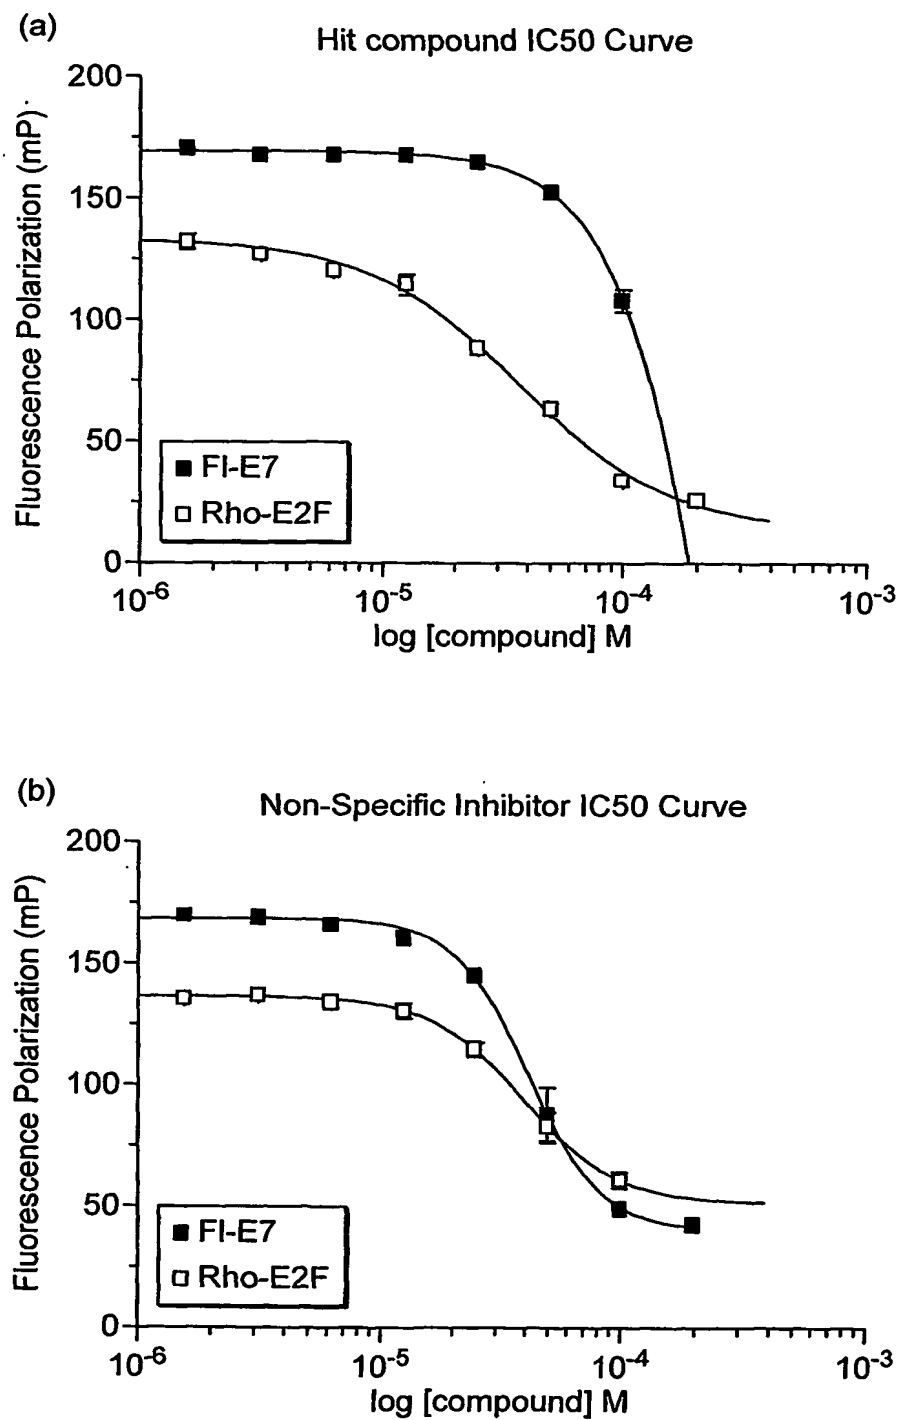 (a)
Hit compound IC50 Curve
Fluorescence Polarization (mP)
200
150
100
50
0
Fl-E7
Rho-E2F
10-6
10-5
10-4
10-3
log [compound] M
(b)
Non-Specific Inhibitor IC50 Curve
Fluorescence Polarization (mP)
200
150
100
50
0
Fl-E7
Rho-E2F
10-6
10-5
10-4
10-3
log [compound] M